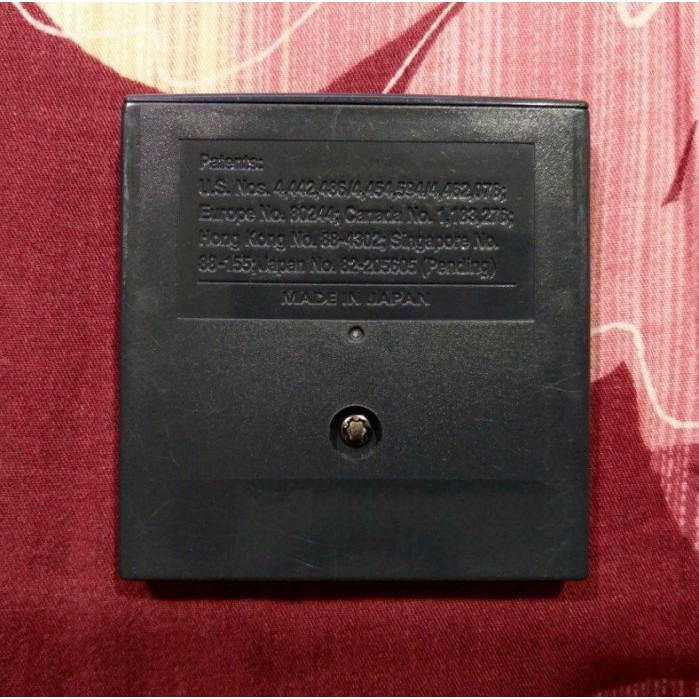 Patents:
U.S. Nos. 4,442,486/4,454,594/4,462,076;
Europe No. 80244; Canada No. 1,183,276;
Hong Kong No. 88-4302; Singapore No.
88-155; Japan No. 82-205605 (Pending)
MADE IN JAPAN